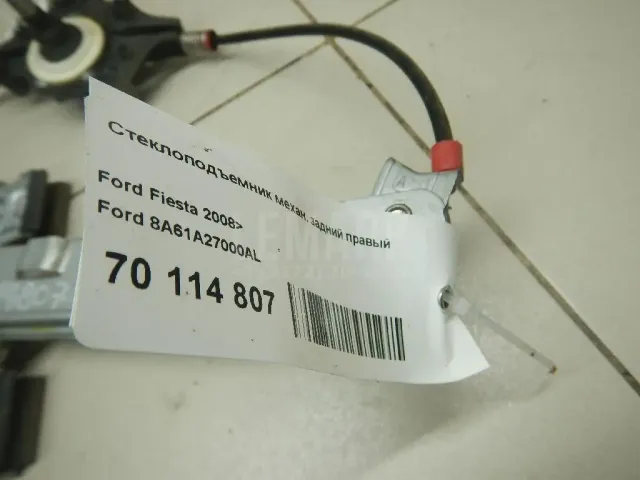 Стеклоподъемник механ. задний правый
Ford Fiesta 2008>
Ford 8A61A27000AL
70 114 807